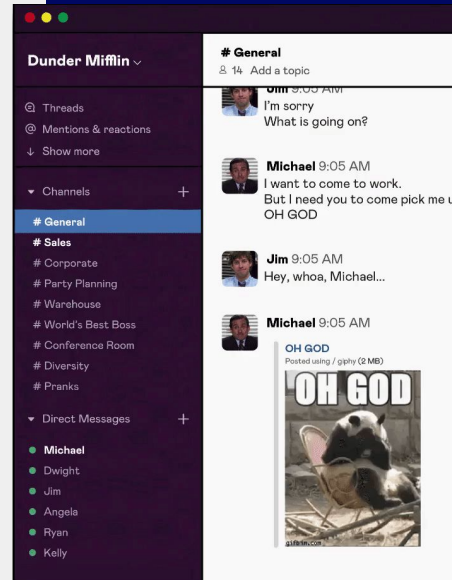 Dunder Mifflin
Threads
@ Mentions & reactions
↓ Show more
Channels +
# General
# Sales
# Corporate
# Party Planning
# Warehouse
# World's Best Boss
# Conference Room
# Diversity
# Pranks
Direct Messages +
Michael
Dwight
Jim
Angela
Ryan
Kelly
# General
14 Add a topic
Jim 9:05 AM
I'm sorry
What is going on?
Michael 9:05 AM
I want to come to work.
But I need you to come pick me u
OH GOD
Jim 9:05 AM
Hey, whoa, Michael...
Michael 9:05 AM
OH GOD
Posted using / giphy (2 MB)
OH GOD